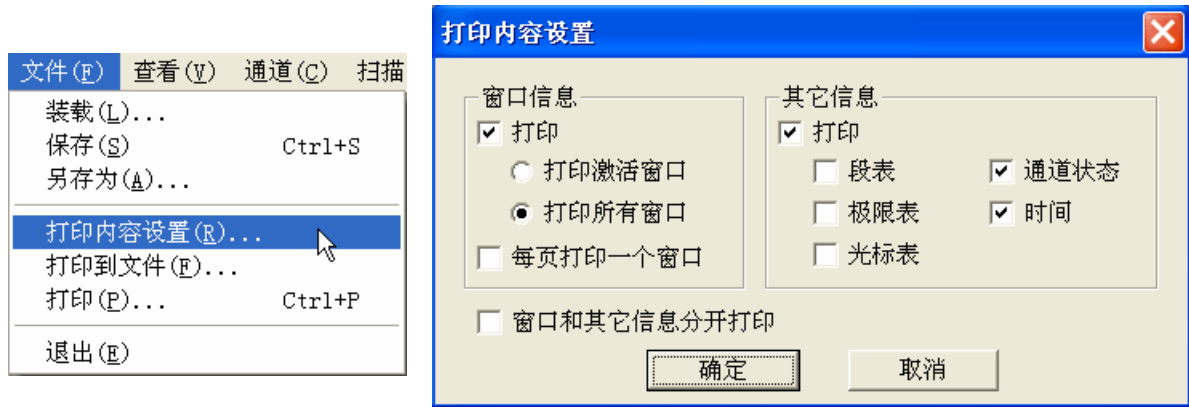 文件(F) 查看(V) 通道(C) 扫描
装载(L)...
保存(S) Ctrl+S
另存为(A)...
打印内容设置(R)...
打印到文件(F)...
打印(P)... Ctrl+P
退出(E)
打印内容设置
窗口信息
打印
打印激活窗口
打印所有窗口
每页打印一个窗口
其它信息
打印
段表 通道状态
极限表 时间
光标表
窗口和其它信息分开打印
确定 取消